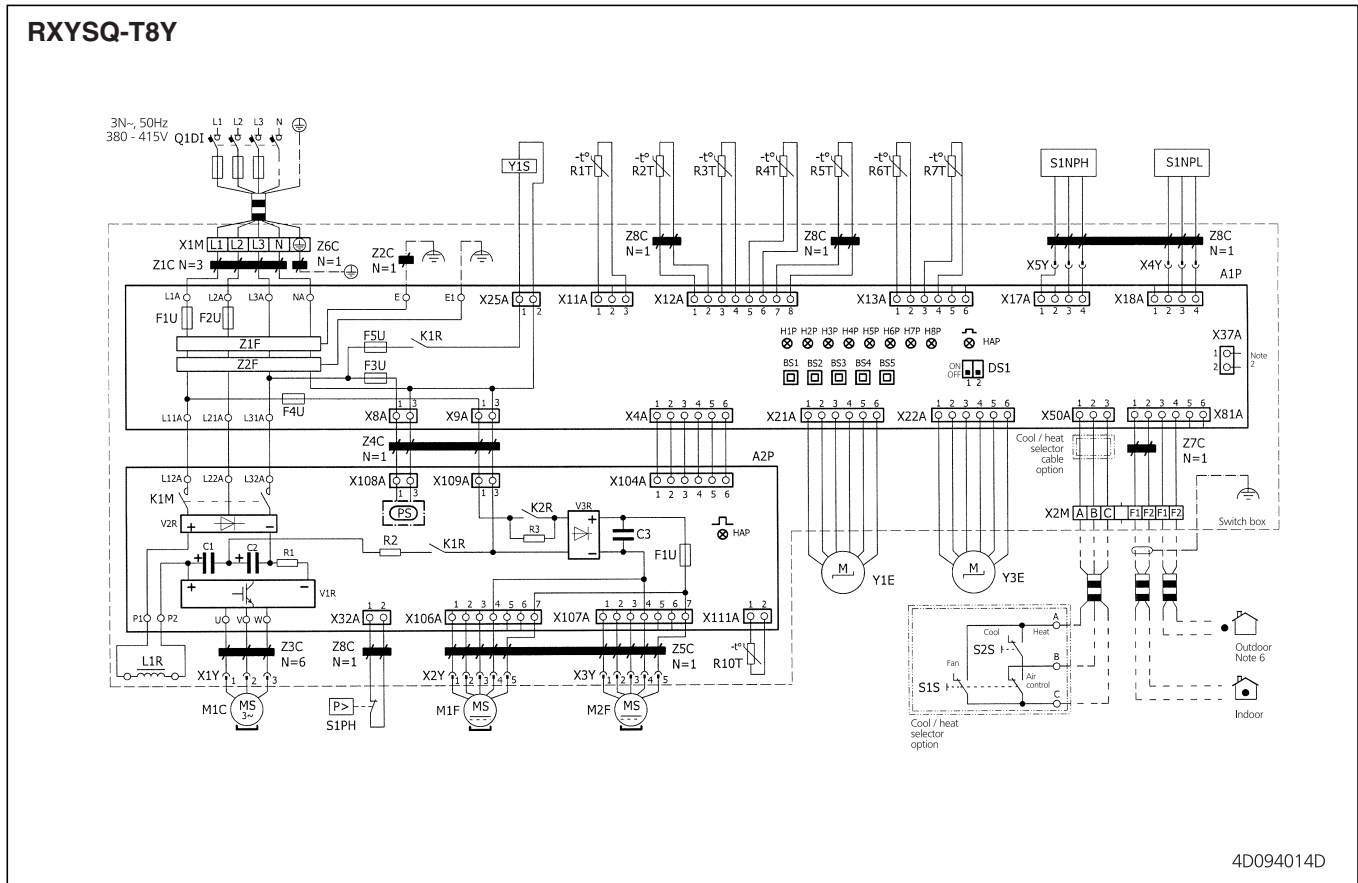 RXYSQ-T8Y
3N~, 50Hz
380 - 415V
Q1DI
L1 L2 L3 N
Y1S
-t° R1T
-t° R2T
-t° R3T
-t° R4T
-t° R5T
-t° R6T
-t° R7T
S1NPH
S1NPL
X1M L1 L2 L3 N
Z6C
N=1
Z1C N=3
Z2C
N=1
Z8C
N=1
Z8C
N=1
Z8C
N=1
X5Y
X4Y
A1P
L1A L2A L3A NA
E
E1
X25A
1 2
X11A
1 2 3
X12A
1 2 3 4 5 6 7 8
X13A
1 2 3 4 5 6
X17A
1 2 3 4
X18A
1 2 3 4
F1U
F2U
Z1F
Z2F
F5U
K1R
F3U
F4U
H1P H2P H3P H4P H5P H6P H7P H8P
HAP
BS1 BS2 BS3 BS4 BS5
ON
OFF
1 2
DS1
X37A
1
2
Note
2
L11A L21A L31A
X8A
1 3
X9A
1 3
X4A
1 2 3 4 5 6
X21A
1 2 3 4 5 6
X22A
1 2 3 4 5 6
X50A
1 2 3
1 2 3 4 5 6
X81A
Z4C
N=1
Cool / heat
selector
cable
option
Z7C
N=1
A2P
L12A L22A L32A
X108A
1 3
X109A
1 3
X104A
1 2 3 4 5 6
K1M
PS
V2R
+ -
K2R
R3
V3R
+
-
C3
HAP
F1U
X2M A B C F1 F2 F1 F2
Switch box
R2
K1R
+ C1
+ C2
R1
+ -
V1R
M
Y1E
M
Y3E
P1 P2
U V W
X32A
1 2
X106A
1 2 3 4 5 6 7
X107A
1 2 3 4 5 6 7
X111A
1 2
L1R
Z3C
N=6
Z8C
N=1
Z5C
N=1
-t°
R10T
X1Y
1 2 3
X2Y
1 2 3 4 5
X3Y
1 2 3 4 5
M1C
MS
3~
P>
S1PH
M1F
MS
M2F
MS
Cool
Heat
A
S2S
B
Fan
Air
control
S1S
C
Cool / heat
selector
option
Outdoor
Note 6
Indoor
4D094014D